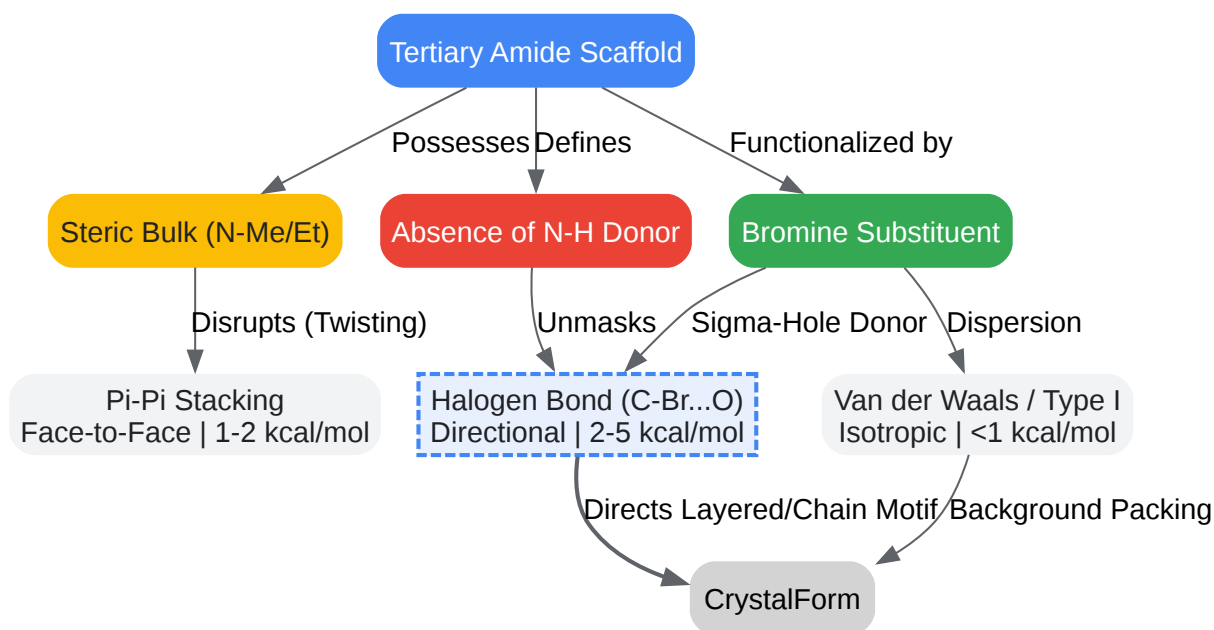 Tertiary Amide Scaffold
Possesses
Defines
Functionalized by
Steric Bulk (N-Me/Et)
Absence of N-H Donor
Bromine Substituent
Disrupts (Twisting)
Unmasks
Sigma-Hole Donor
Dispersion
Pi-Pi Stacking
Face-to-Face | 1-2 kcal/mol
Halogen Bond (C-Br...O)
Directional | 2-5 kcal/mol
Van der Waals / Type I
Isotropic | <1 kcal/mol
Directs Layered/Chain Motif
Background Packing
CrystalForm